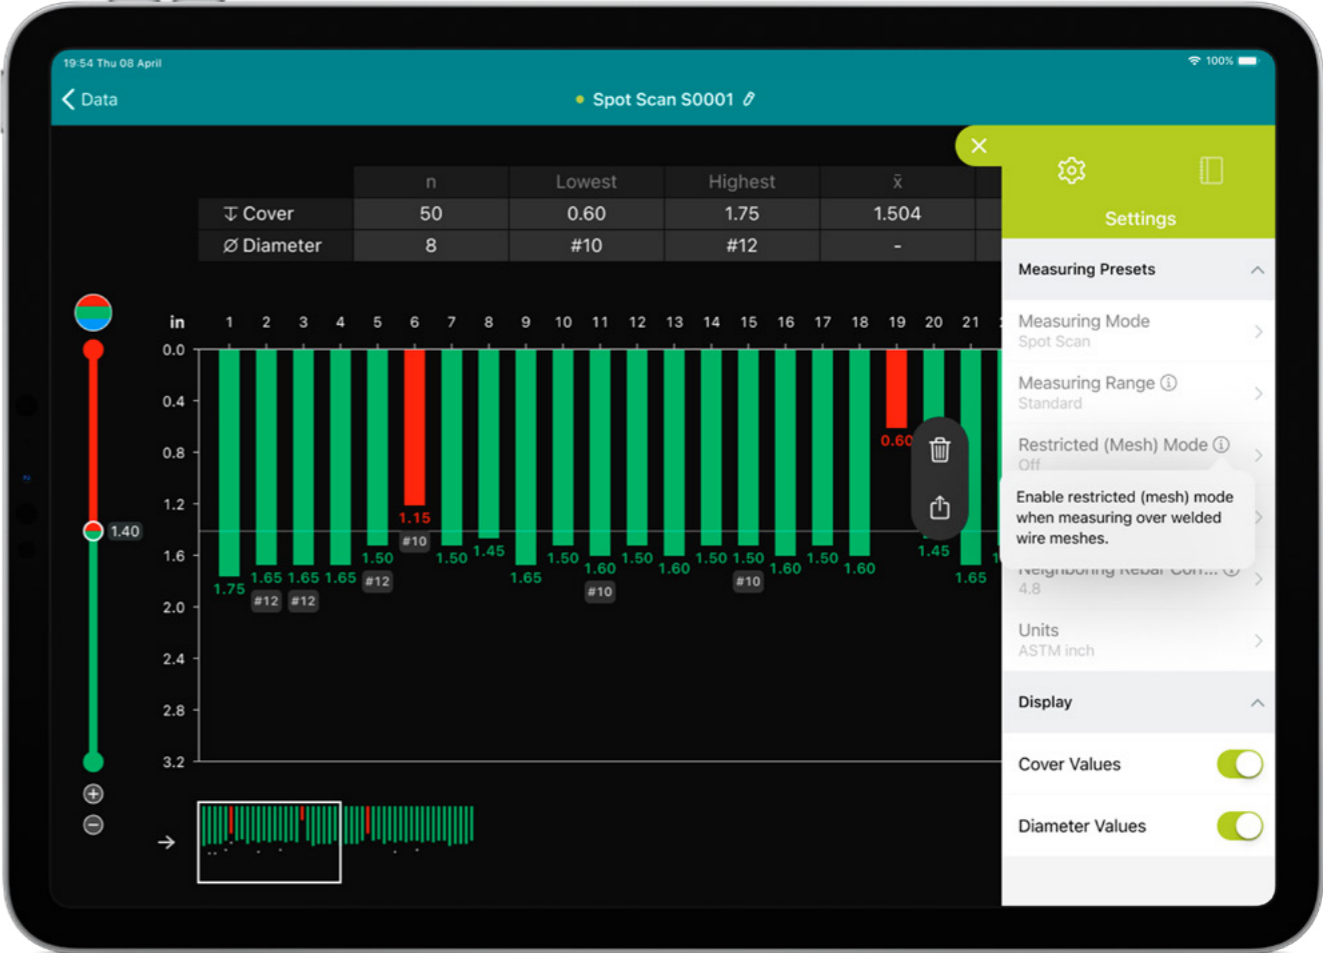 19:54 Thu 08 April
100%
Data
Spot Scan S0001
n Lowest Highest x̄
Cover 50 0.60 1.75 1.504
Ø Diameter 8 #10 #12 -
in 1 2 3 4 5 6 7 8 9 10 11 12 13 14 15 16 17 18 19 20 21
0.0
0.4
0.8
1.2
1.6
2.0
2.4
2.8
3.2
1.40
1.75
1.65
#12
1.65
#12
1.65
1.50
#12
1.15
#10
1.50
1.45
1.65
1.50
1.60
#10
1.50
1.60
1.50
1.50
#10
1.60
1.50
1.60
0.60
1.45
1.65
Settings
Measuring Presets
Measuring Mode
Spot Scan
Measuring Range
Standard
Restricted (Mesh) Mode
Off
Enable restricted (mesh) mode
when measuring over welded
wire meshes.
Neighboring Rebar Corr...
4.8
Units
ASTM inch
Display
Cover Values
Diameter Values